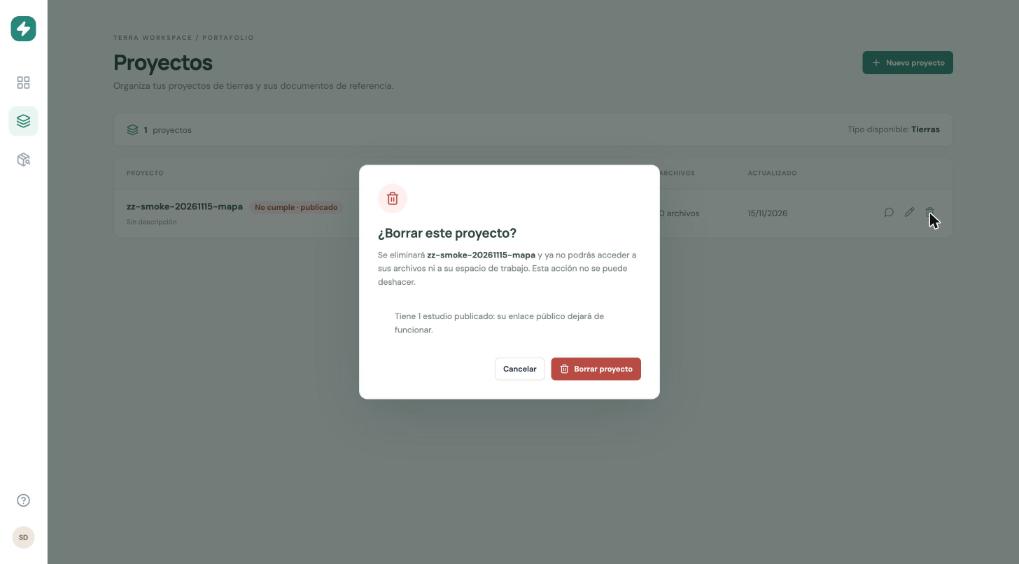 TERRA WORKSPACE / PORTAFOLIO
Proyectos
Nuevo proyecto
Organiza tus proyectos de tierras y sus documentos de referencia.
1 proyectos
Tipo disponible: Tierras
PROYECTO
ARCHIVOS
ACTUALIZADO
zz-smoke-20261115-mapa
No cumple · publicado
0 archivos
15/11/2026
Sin descripción
¿Borrar este proyecto?
Se eliminará zz-smoke-20261115-mapa y ya no podrás acceder a
sus archivos ni a su espacio de trabajo. Esta acción no se puede
deshacer.
Tiene 1 estudio publicado: su enlace público dejará de
funcionar.
Cancelar
Borrar proyecto
SD